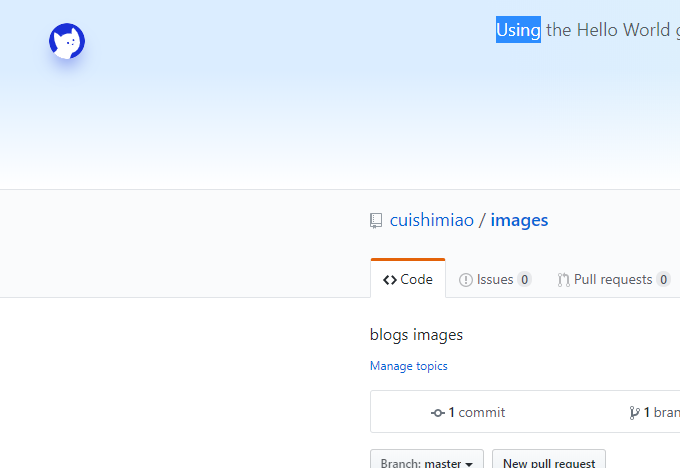 Using the Hello World
cuishimiao / images
Code Issues 0 Pull requests 0
blogs images
Manage topics
1 commit 1 bran
Branch: master New pull request